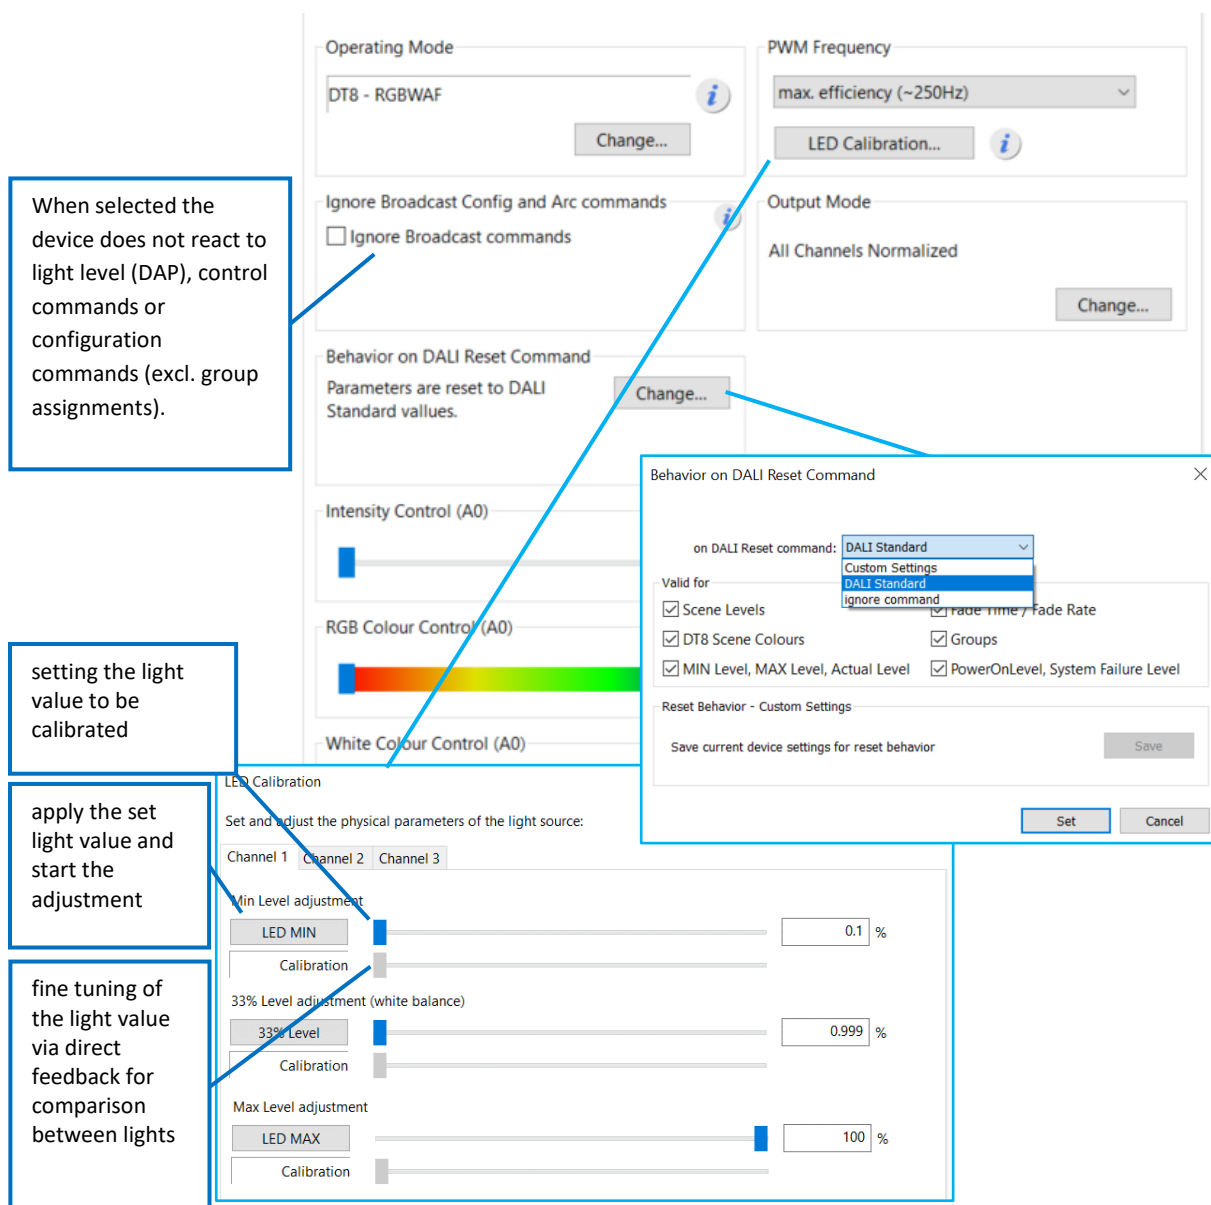 Operating Mode
DT8 - RGBWAF
Change...
PWM Frequency
max. efficiency (~250Hz)
LED Calibration...
When selected the
device does not react to
light level (DAP), control
commands or
configuration
commands (excl. group
assignments).
Ignore Broadcast Config and Arc commands
Ignore Broadcast commands
Output Mode
All Channels Normalized
Change...
Behavior on DALI Reset Command
Parameters are reset to DALI
Standard vallues.
Change...
Behavior on DALI Reset Command
on DALI Reset command: DALI Standard
Custom Settings
DALI Standard
ignore command
Valid for
Scene Levels
Fade Time / Fade Rate
DT8 Scene Colours
Groups
MIN Level, MAX Level, Actual Level
PowerOnLevel, System Failure Level
Reset Behavior - Custom Settings
Save current device settings for reset behavior
Save
Set
Cancel
Intensity Control (A0)
RGB Colour Control (A0)
White Colour Control (A0)
setting the light
value to be
calibrated
apply the set
light value and
start the
adjustment
fine tuning of
the light value
via direct
feedback for
comparison
between lights
LED Calibration
Set and adjust the physical parameters of the light source:
Channel 1 Channel 2 Channel 3
Min Level adjustment
LED MIN
0.1 %
Calibration
33% Level adjustment (white balance)
33% Level
0.999 %
Calibration
Max Level adjustment
LED MAX
100 %
Calibration